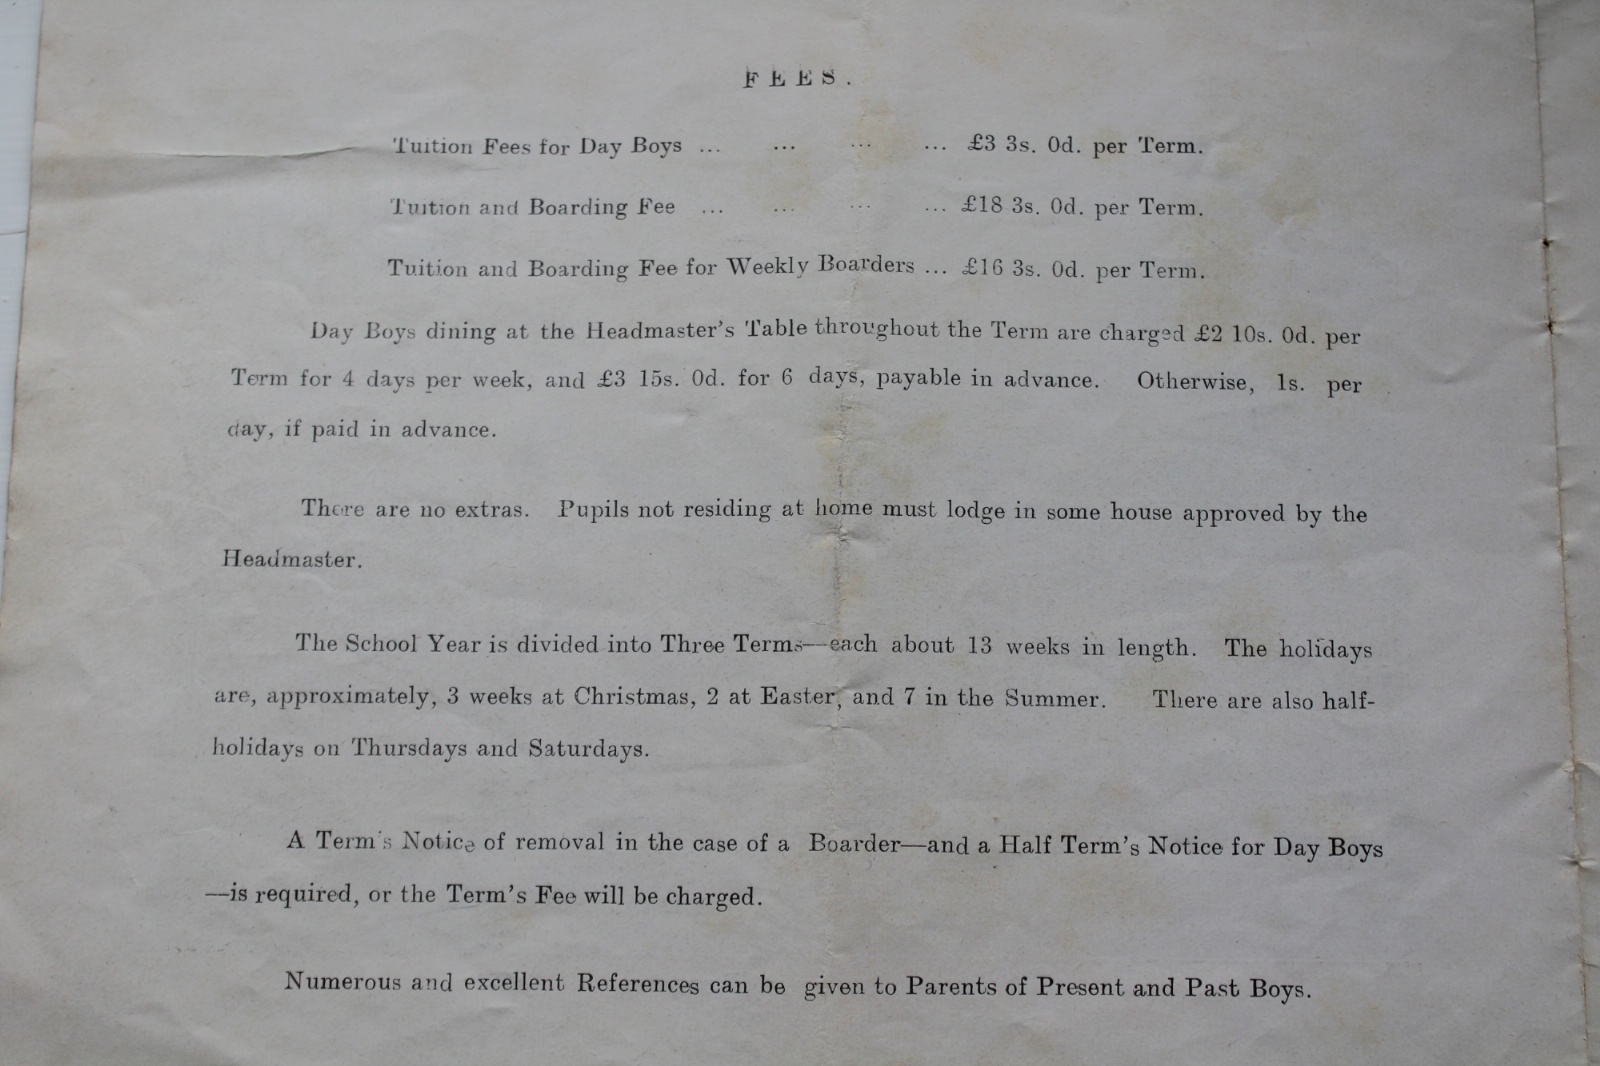 FEES.
Tuition Fees for Day Boys ... ... ... ... £3 3s. 0d. per Term.
Tuition and Boarding Fee ... ... ... ... £18 3s. 0d. per Term.
Tuition and Boarding Fee for Weekly Boarders ... £16 3s. 0d. per Term.
Day Boys dining at the Headmaster's Table throughout the Term are charged £2 10s. 0d. per
Term for 4 days per week, and £3 15s. 0d. for 6 days, payable in advance. Otherwise, 1s. per
day, if paid in advance.
There are no extras. Pupils not residing at home must lodge in some house approved by the
Headmaster.
The School Year is divided into Three Terms—each about 13 weeks in length. The holidays
are, approximately, 3 weeks at Christmas, 2 at Easter, and 7 in the Summer. There are also half-
holidays on Thursdays and Saturdays.
A Term's Notice of removal in the case of a Boarder—and a Half Term's Notice for Day Boys
—is required, or the Term's Fee will be charged.
Numerous and excellent References can be given to Parents of Present and Past Boys.